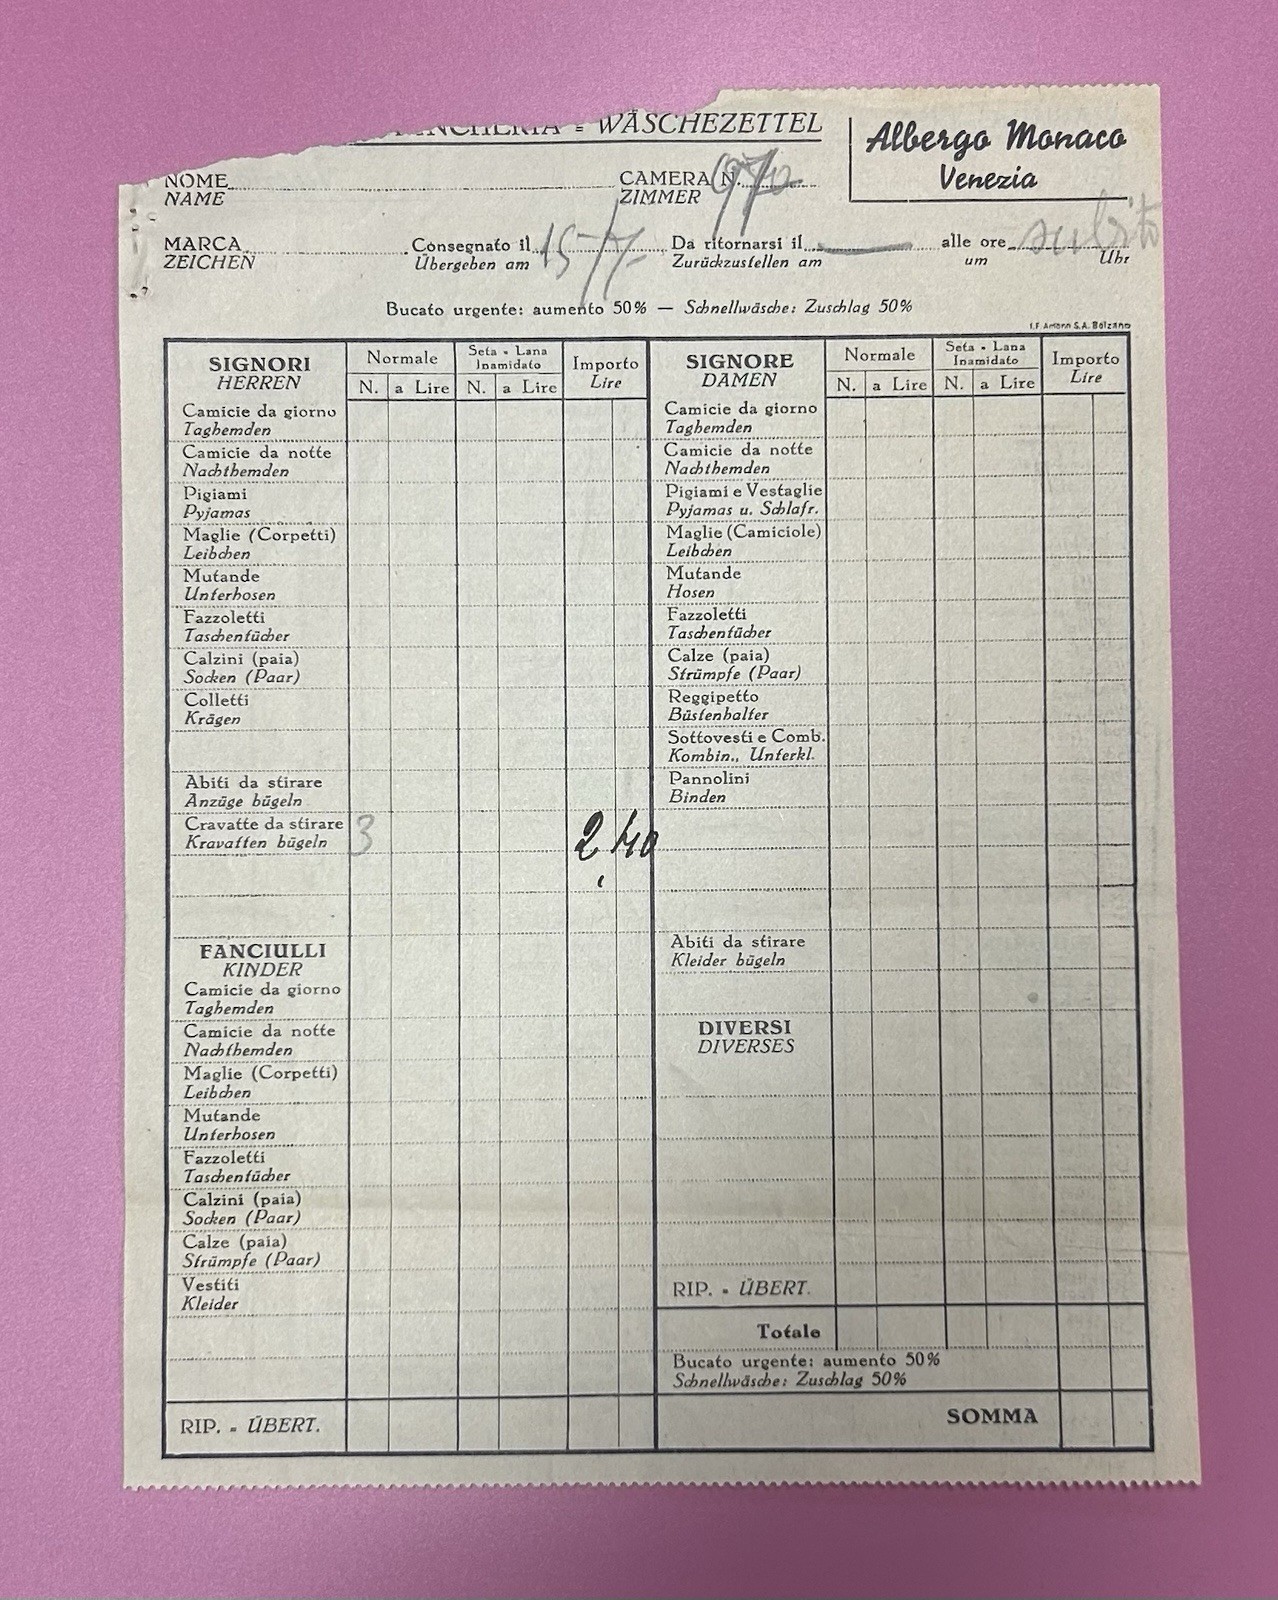 WÄSCHEZETTEL
Albergo Monaco
Venezia
NOME
NAME
CAMERA N.
ZIMMER
MARCA
ZEICHEN
Consegnato il 15/7/-
Übergeben am
Da ritornarsi il
Zurückzustellen am
alle ore subito
um Uhr
Bucato urgente: aumento 50% — Schnellwäsche: Zuschlag 50%
SIGNORI
HERREN
Normale
N. a Lire
Seta - Lana
Inamidato
N. a Lire
Importo
Lire
Camicie da giorno
Taghemden
Camicie da notte
Nachthemden
Pigiami
Pyjamas
Maglie (Corpetti)
Leibchen
Mutande
Unterhosen
Fazzoletti
Taschentücher
Calzini (paia)
Socken (Paar)
Colletti
Krägen
Abiti da stirare
Anzüge bügeln
Cravatte da stirare 3 2,40
Kravatten bügeln
FANCIULLI
KINDER
Camicie da giorno
Taghemden
Camicie da notte
Nachthemden
Maglie (Corpetti)
Leibchen
Mutande
Unterhosen
Fazzoletti
Taschentücher
Calzini (paia)
Socken (Paar)
Calze (paia)
Strümpfe (Paar)
Vestiti
Kleider
RIP. - ÜBERT.
SIGNORE
DAMEN
Normale
N. a Lire
Seta - Lana
Inamidato
N. a Lire
Importo
Lire
Camicie da giorno
Taghemden
Camicie da notte
Nachthemden
Pigiami e Vestaglie
Pyjamas u. Schlafr.
Maglie (Camiciole)
Leibchen
Mutande
Hosen
Fazzoletti
Taschentücher
Calze (paia)
Strümpfe (Paar)
Reggipetto
Büstenhalter
Sottovesti e Comb.
Kombin., Unterkl.
Pannolini
Binden
Abiti da stirare
Kleider bügeln
DIVERSI
DIVERSES
RIP. - ÜBERT.
Totale
Bucato urgente: aumento 50%
Schnellwäsche: Zuschlag 50%
SOMMA